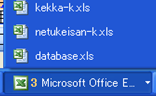 kekka-k.xls
netukeisan-k.xls
database.xls
3 Microsoft Office E...